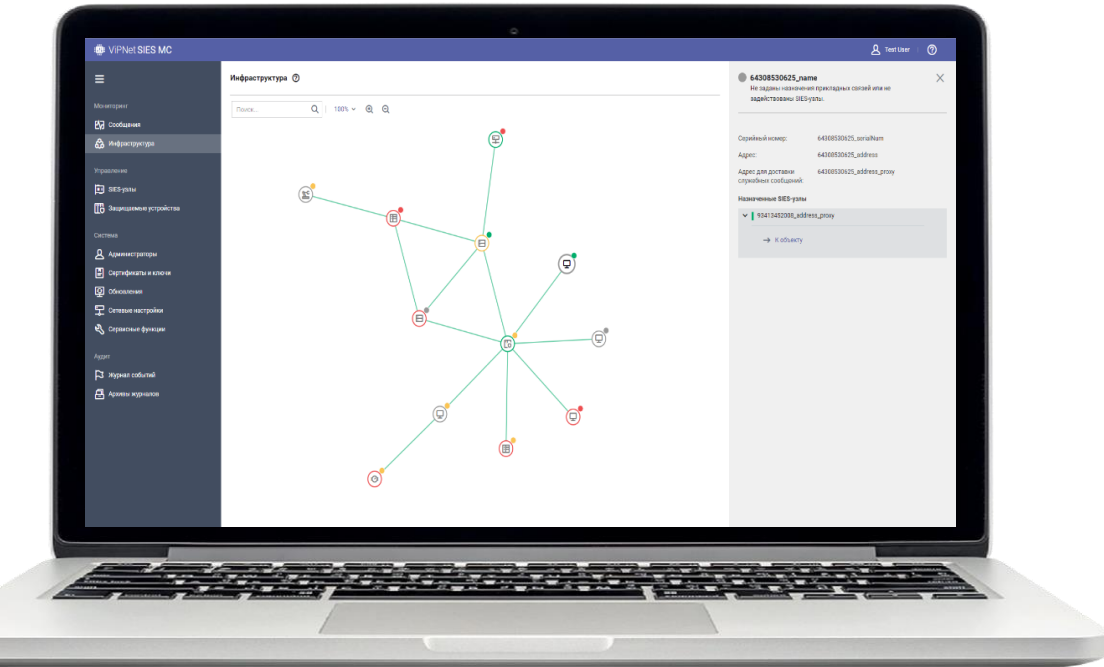 ViPNet SIES MC
Test User
Мониторинг
Сообщения
Инфраструктура
Управление
SIES-узлы
Защищаемые устройства
Система
Администраторы
Сертификаты и ключи
Обновления
Сетевые настройки
Сервисные функции
Аудит
Журнал событий
Архивы журналов
Инфраструктура
Поиск...
100%
64308530625_name
Не заданы назначения прикладных связей или не
задействованы SIES-узлы.
Серийный номер: 64308530625_serialNam
Адрес: 64308530625_address
Адрес для доставки 64308530625_address_proxy
служебных сообщений:
Назначенные SIES-узлы
93413452008_address_proxy
→ К объекту